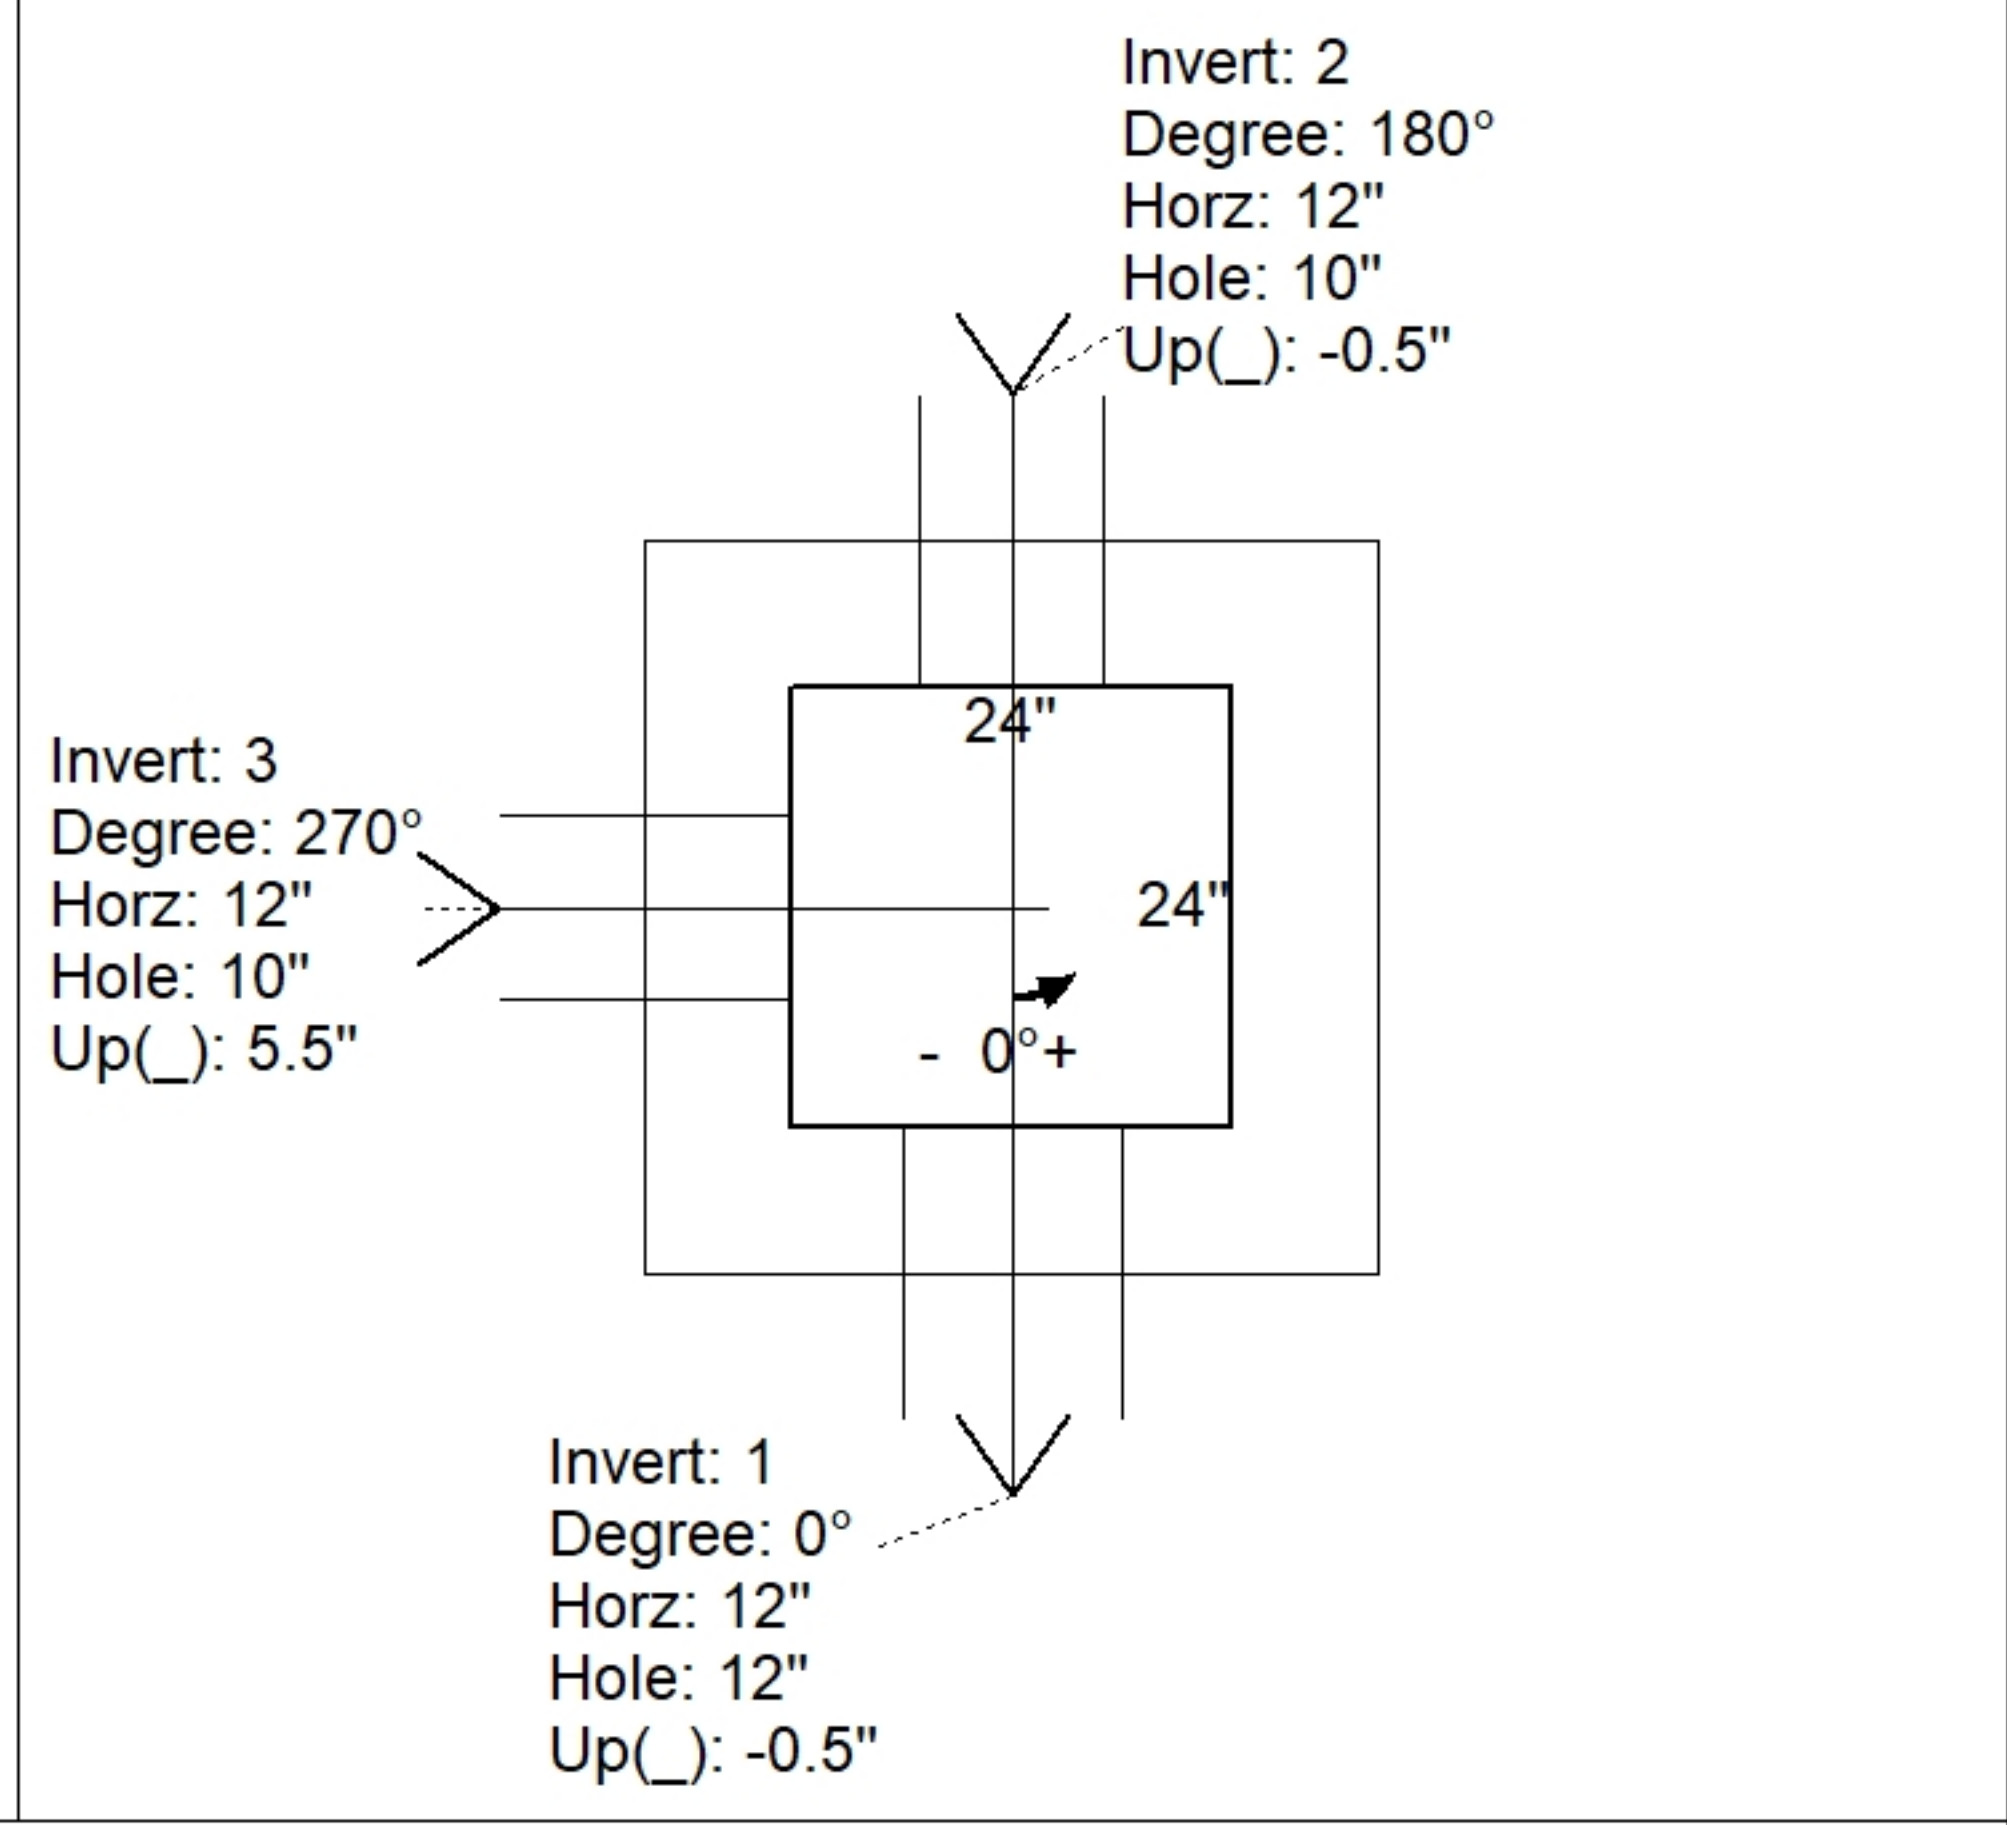 Invert: 2
Degree: 180°
Horz: 12"
Hole: 10"
Up(_): -0.5"
24"
Invert: 3
Degree: 270°
Horz: 12"
Hole: 10"
Up(_): 5.5"
24"
- 0°+
Invert: 1
Degree: 0°
Horz: 12"
Hole: 12"
Up(_): -0.5"